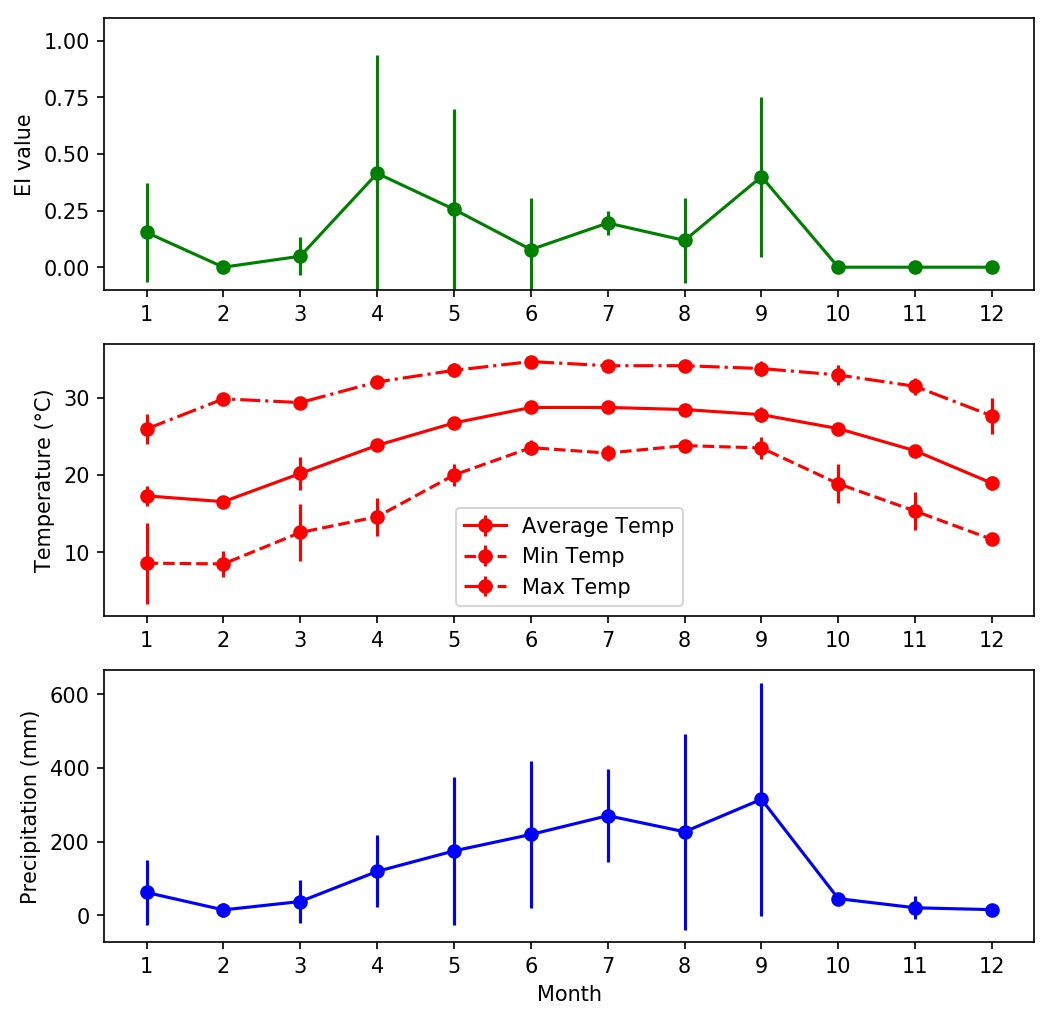 EI value
1.00
0.75
0.50
0.25
0.00
1 2 3 4 5 6 7 8 9 10 11 12
Temperature (°C)
30
20
10
Average Temp
Min Temp
Max Temp
1 2 3 4 5 6 7 8 9 10 11 12
Precipitation (mm)
600
400
200
0
1 2 3 4 5 6 7 8 9 10 11 12
Month